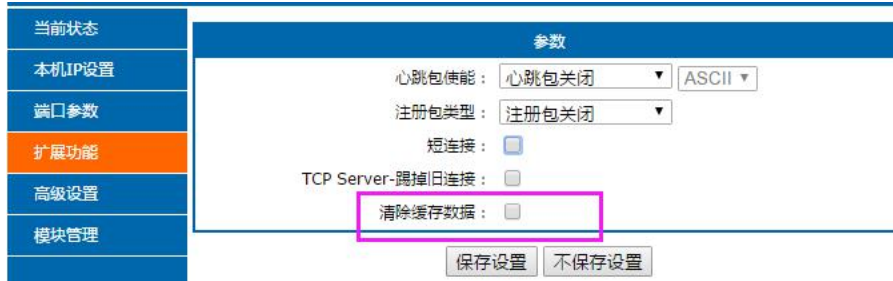 当前状态
本机IP设置
端口参数
扩展功能
高级设置
模块管理
参数
心跳包使能： 心跳包关闭 ASCII
注册包类型： 注册包关闭
短连接：
TCP Server-踢掉旧连接：
清除缓存数据：
保存设置 不保存设置